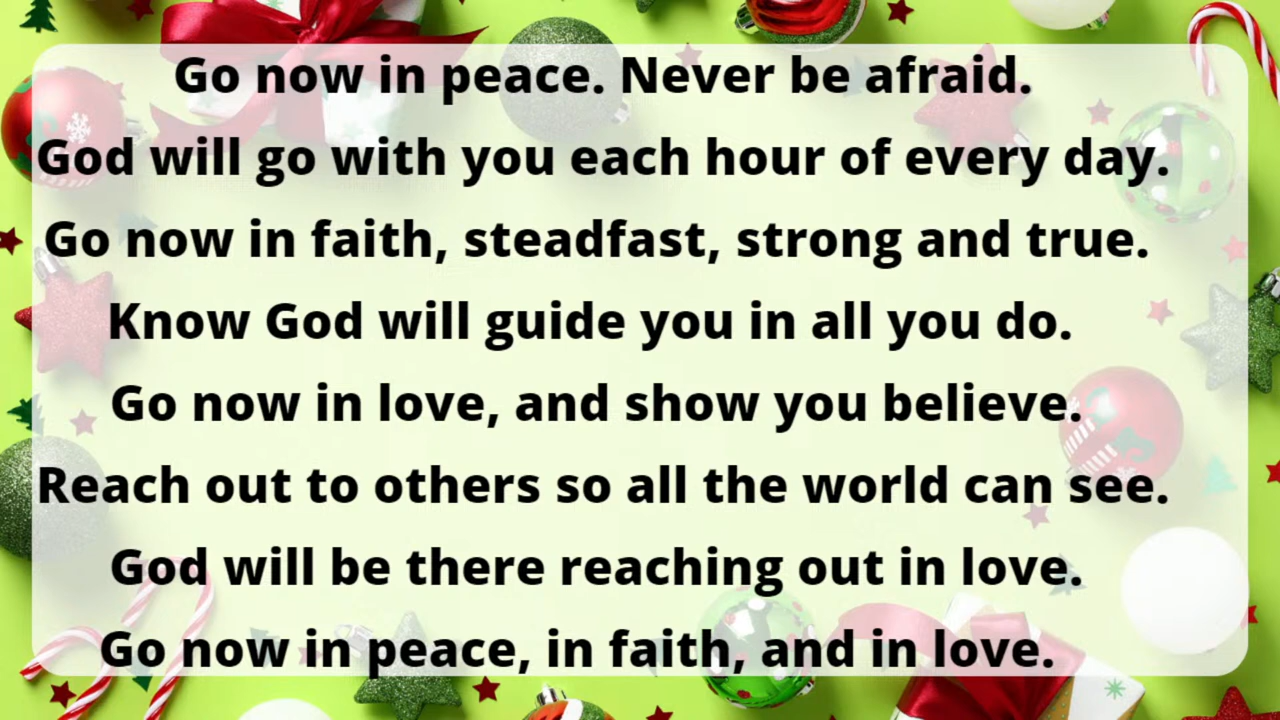 Go now in peace. Never be afraid.
God will go with you each hour of every day.
Go now in faith, steadfast, strong and true.
Know God will guide you in all you do.
Go now in love, and show you believe.
Reach out to others so all the world can see.
God will be there reaching out in love.
Go now in peace, in faith, and in love.